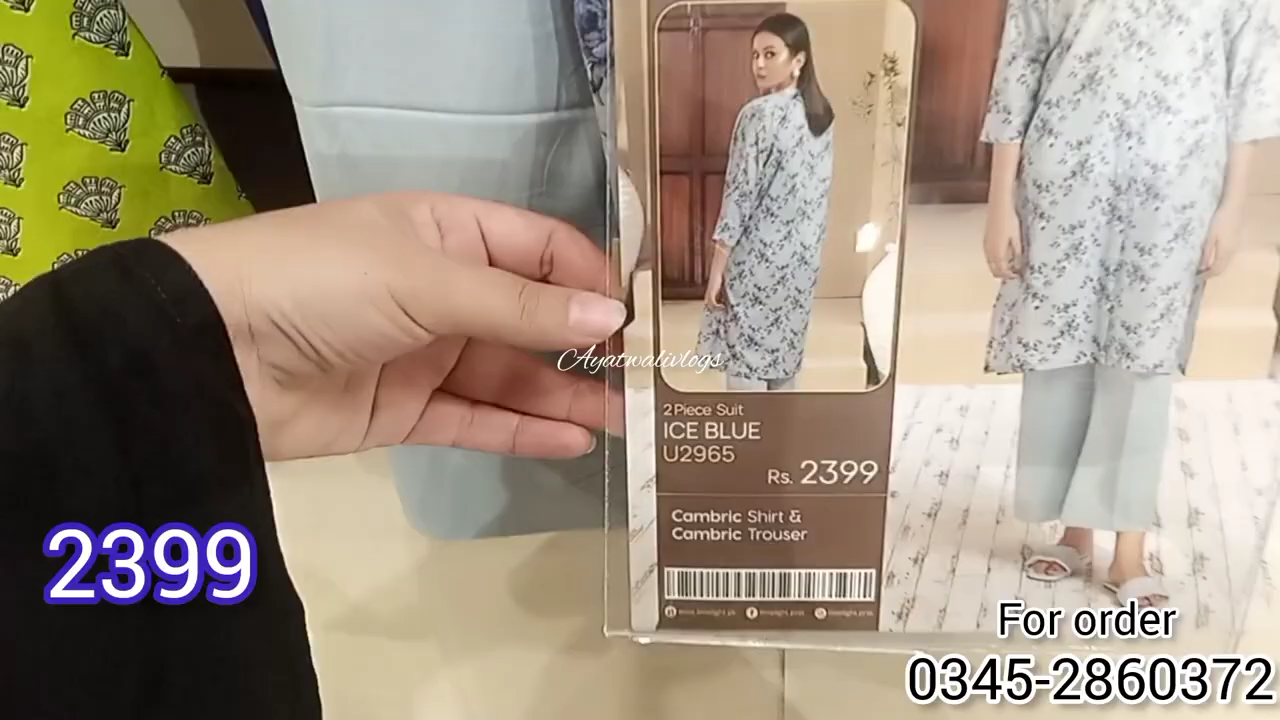 Ayatwalivlogs
2 Piece Suit
ICE BLUE
U2965
Rs. 2399
Cambric Shirt &
Cambric Trouser
2399
For order
0345-2860372